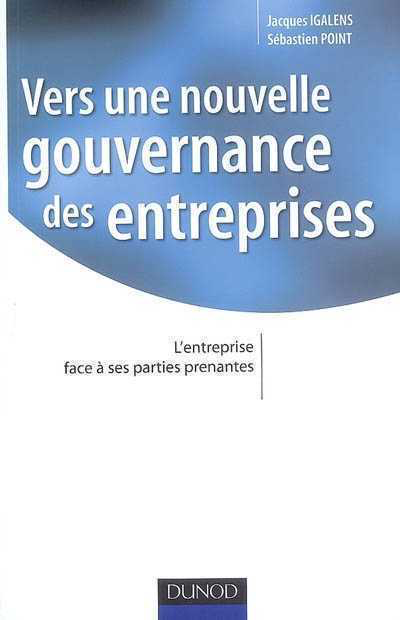 Jacques IGALENS
Sébastien POINT
Vers une nouvelle
gouvernance
des entreprises
L'entreprise
face à ses parties prenantes
DUNOD